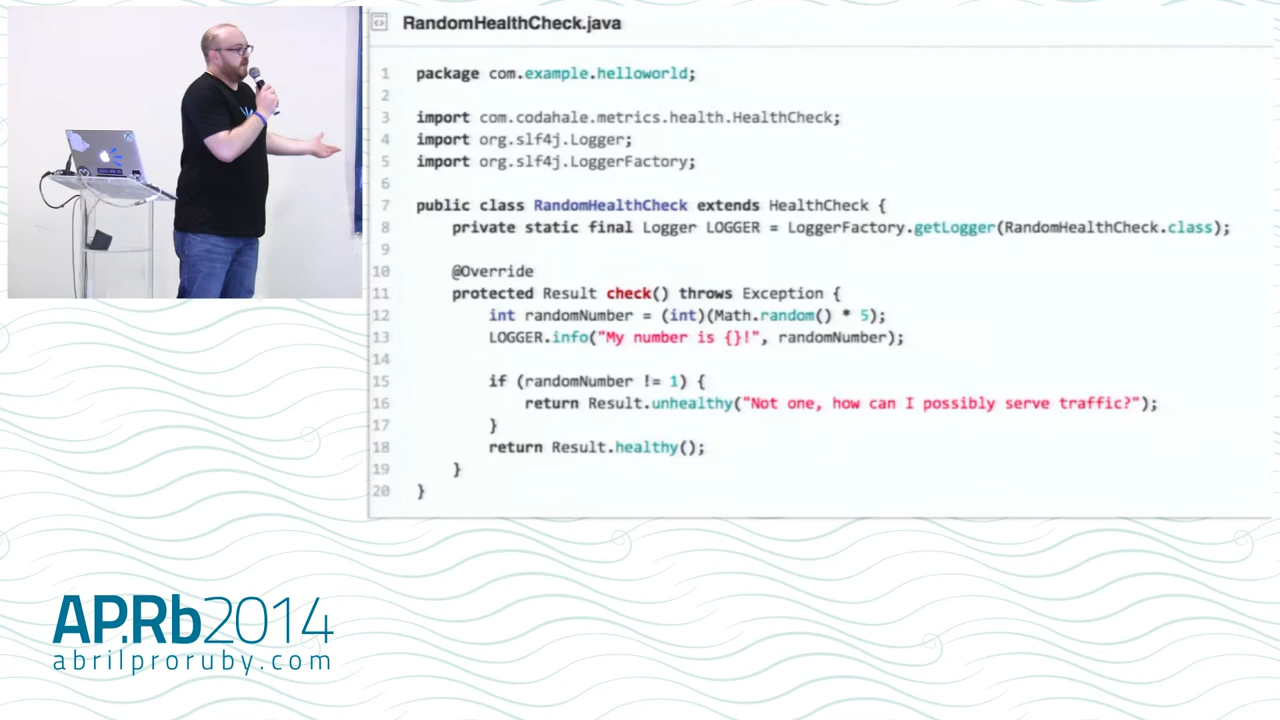 RandomHealthCheck.java
1 package com.example.helloworld;
2
3 import com.codahale.metrics.health.HealthCheck;
4 import org.slf4j.Logger;
5 import org.slf4j.LoggerFactory;
6
7 public class RandomHealthCheck extends HealthCheck {
8 private static final Logger LOGGER = LoggerFactory.getLogger(RandomHealthCheck.class);
9
10 @Override
11 protected Result check() throws Exception {
12 int randomNumber = (int)(Math.random() * 5);
13 LOGGER.info("My number is {}!", randomNumber);
14
15 if (randomNumber != 1) {
16 return Result.unhealthy("Not one, how can I possibly serve traffic?");
17 }
18 return Result.healthy();
19 }
20 }
AP.Rb2014
abrilproruby.com